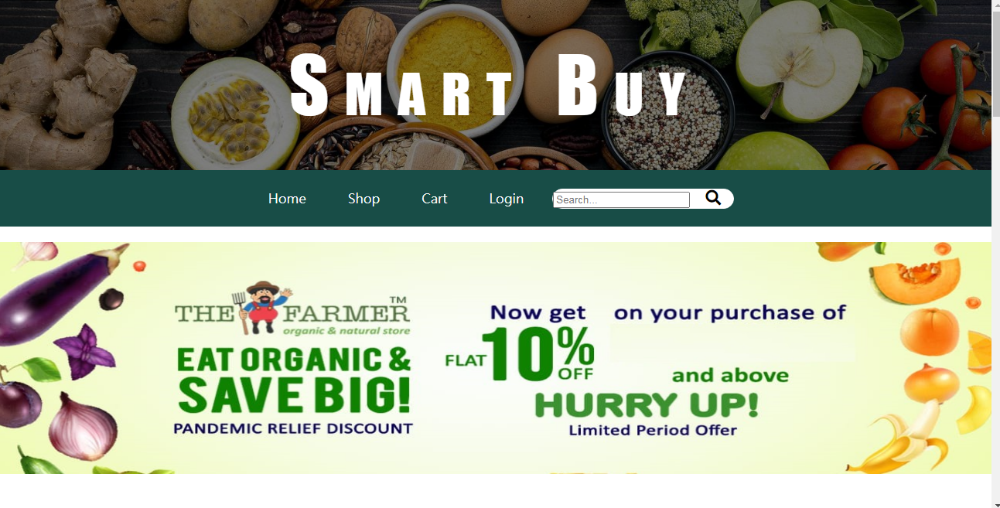 Smart Buy
Home Shop Cart Login Search...
THE FARMER TM
organic & natural store
EAT ORGANIC &
SAVE BIG!
PANDEMIC RELIEF DISCOUNT
Now get on your purchase of
FLAT 10% OFF
and above
HURRY UP!
Limited Period Offer